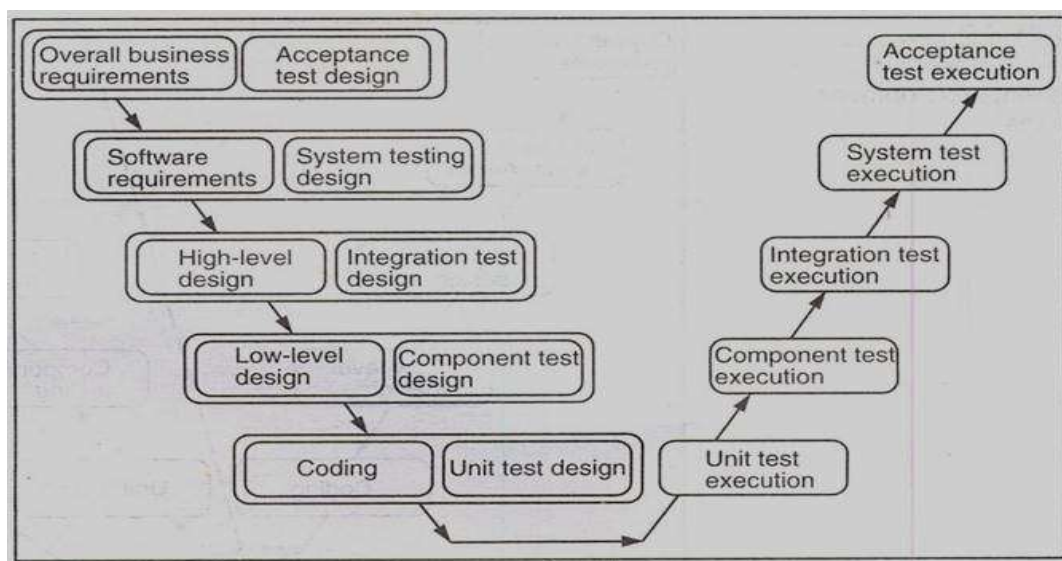 Overall business
requirements
Acceptance
test design
Acceptance
test execution
Software
requirements
System testing
design
System test
execution
High-level
design
Integration test
design
Integration test
execution
Low-level
design
Component test
design
Component test
execution
Coding
Unit test design
Unit test
execution